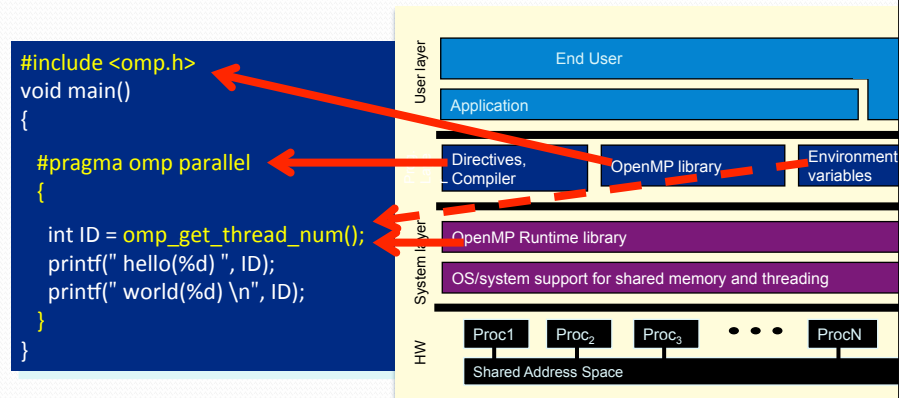 #include <omp.h>
void main()
{
#pragma omp parallel
{
int ID = omp_get_thread_num();
printf(" hello(%d) ", ID);
printf(" world(%d) \n", ID);
}
}
User layer
End User
Application
Directives,
Compiler
OpenMP library
Environment
variables
System layer
OpenMP Runtime library
OS/system support for shared memory and threading
HW
Proc1
Proc2
Proc3
ProcN
Shared Address Space